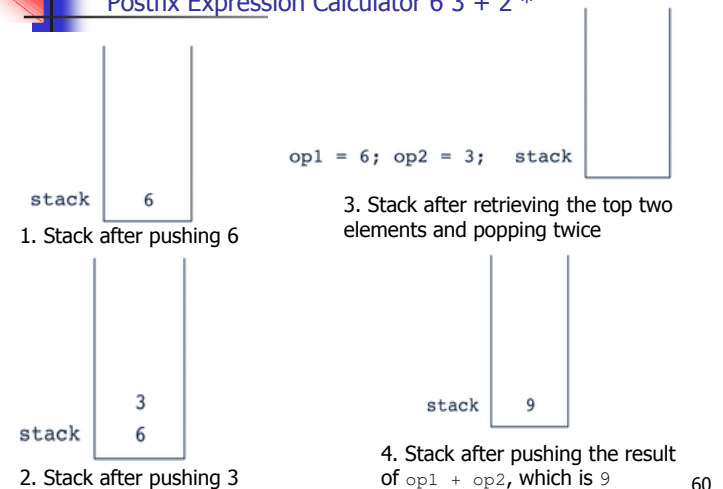 Postfix Expression Calculator 6 3 + 2 *
stack 6
1. Stack after pushing 6
op1 = 6; op2 = 3; stack
3. Stack after retrieving the top two
elements and popping twice
3
stack 6
2. Stack after pushing 3
stack 9
4. Stack after pushing the result
of op1 + op2, which is 9
60